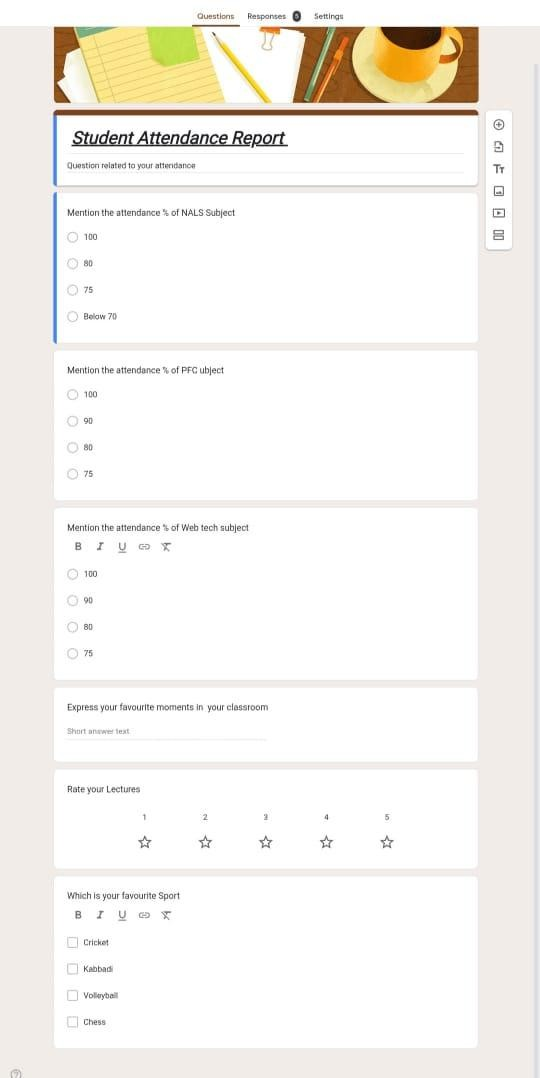 Questions Responses 5 Settings
Student Attendance Report
Question related to your attendance
Mention the attendance % of NALS Subject
100
80
75
Below 70
Mention the attendance % of PFC ubject
100
90
80
75
Mention the attendance % of Web tech subject
B I U
100
90
80
75
Express your favourite moments in your classroom
Short answer text
Rate your Lectures
1 2 3 4 5
Which is your favourite Sport
B I U
Cricket
Kabbadi
Volleyball
Chess